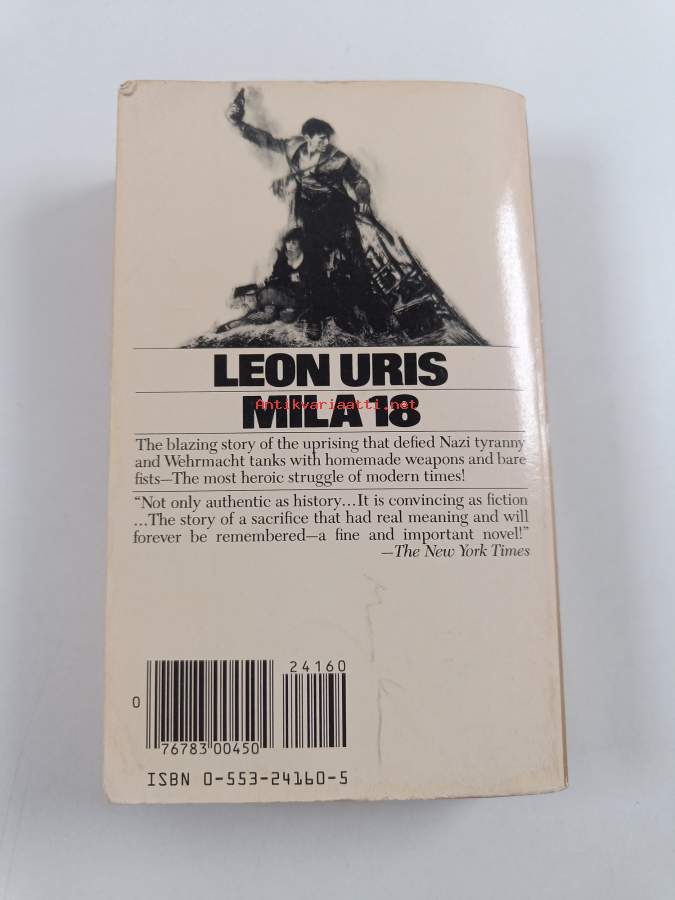 LEON URIS
MILA 18
Antikvariaatti.net
The blazing story of the uprising that defied Nazi tyranny
and Wehrmacht tanks with homemade weapons and bare
fists—The most heroic struggle of modern times!
“Not only authentic as history...It is convincing as fiction
...The story of a sacrifice that had real meaning and will
forever be remembered—a fine and important novel!”
—The New York Times
24160
0
76783 00450
ISBN 0-553-24160-5